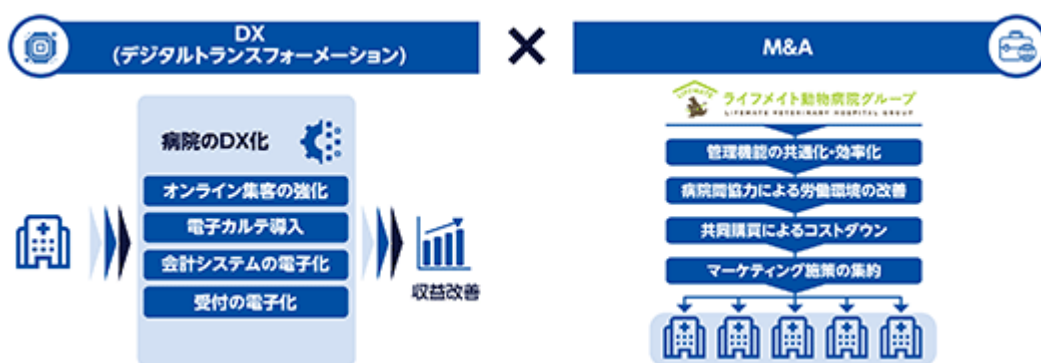 DX
(デジタルトランスフォーメーション)
M&A
病院のDX化
オンライン集客の強化
電子カルテ導入
会計システムの電子化
受付の電子化
収益改善
LIFEMATE
ライフメイト動物病院グループ
LIFEMATE VETERINARY HOSPITAL GROUP
管理機能の共通化・効率化
病院間協力による労働環境の改善
共同購買によるコストダウン
マーケティング施策の集約